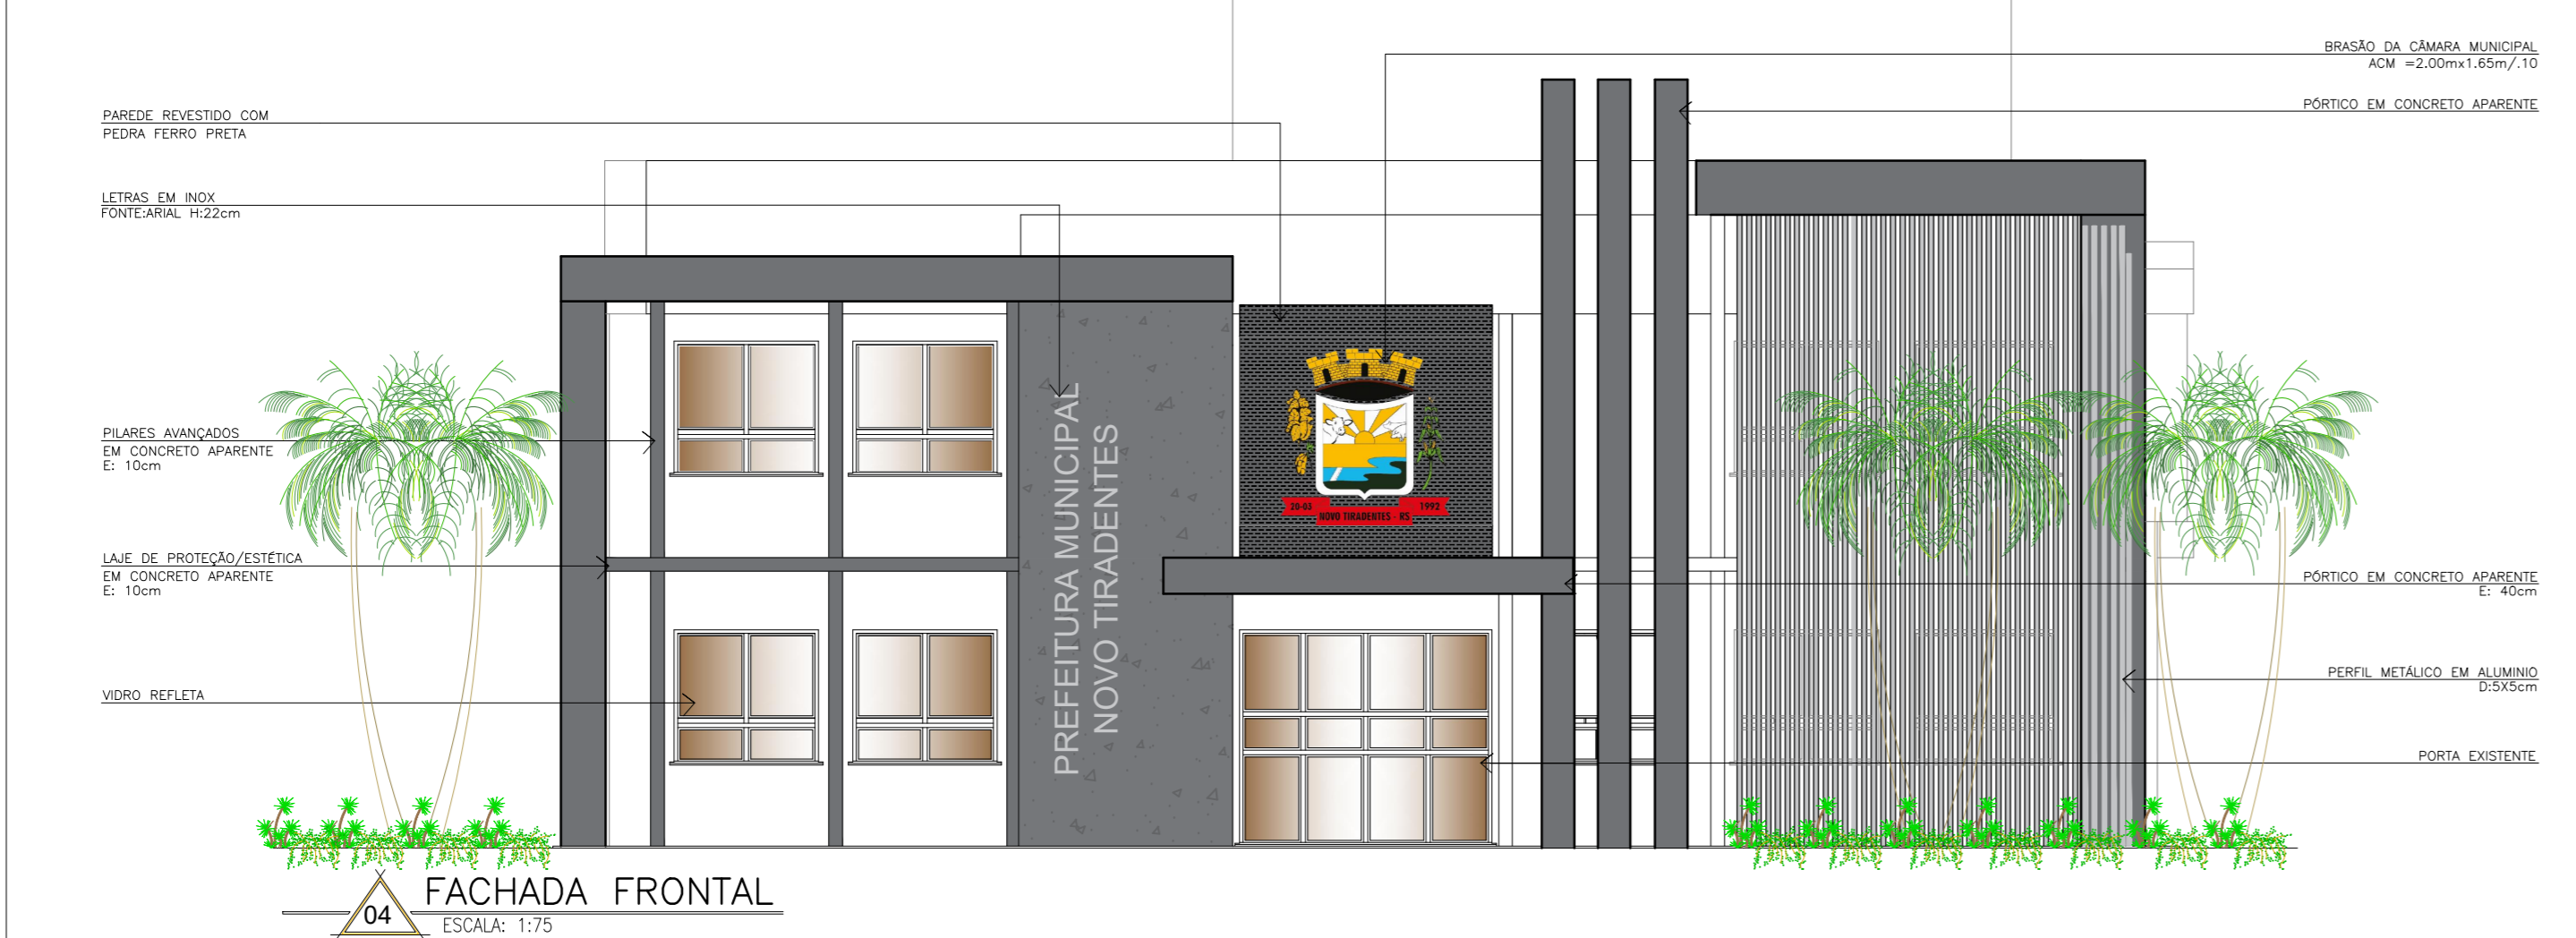 PAREDE REVESTIDO COM
PEDRA FERRO PRETA
LETRAS EM INOX
FONTE:ARIAL H:22cm
PILARES AVANÇADOS
EM CONCRETO APARENTE
E: 10cm
LAJE DE PROTEÇÃO/ESTÉTICA
EM CONCRETO APARENTE
E: 10cm
VIDRO REFLETA
PREFEITURA MUNICIPAL
NOVO TIRADENTES
20-03
NOVO TIRADENTES - RS
1992
BRASÃO DA CÂMARA MUNICIPAL
ACM =2.00mx1.65m/.10
PÓRTICO EM CONCRETO APARENTE
PÓRTICO EM CONCRETO APARENTE
E: 40cm
PERFIL METÁLICO EM ALUMINIO
D:5X5cm
PORTA EXISTENTE
04
FACHADA FRONTAL
ESCALA: 1:75